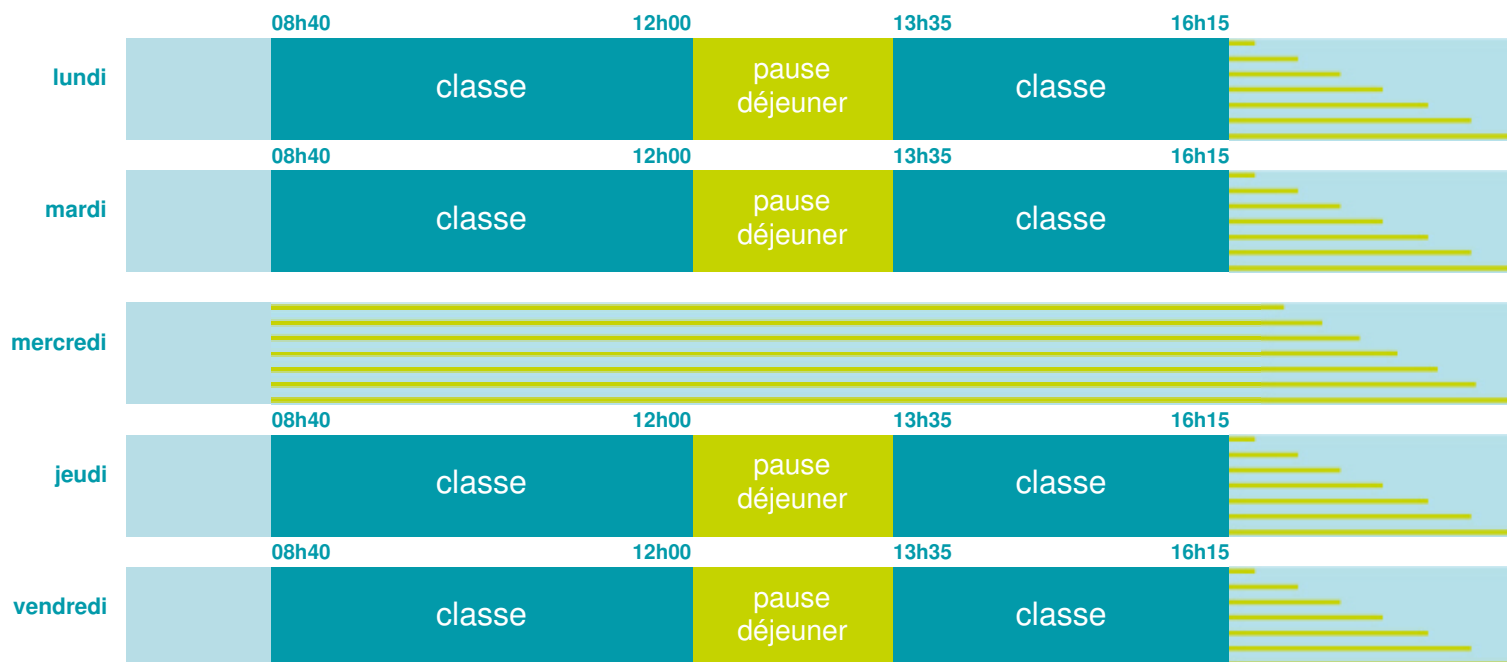 08h40 12h00 13h35 16h15
lundi classe pause déjeuner classe
08h40 12h00 13h35 16h15
mardi classe pause déjeuner classe
mercredi
08h40 12h00 13h35 16h15
jeudi classe pause déjeuner classe
08h40 12h00 13h35 16h15
vendredi classe pause déjeuner classe